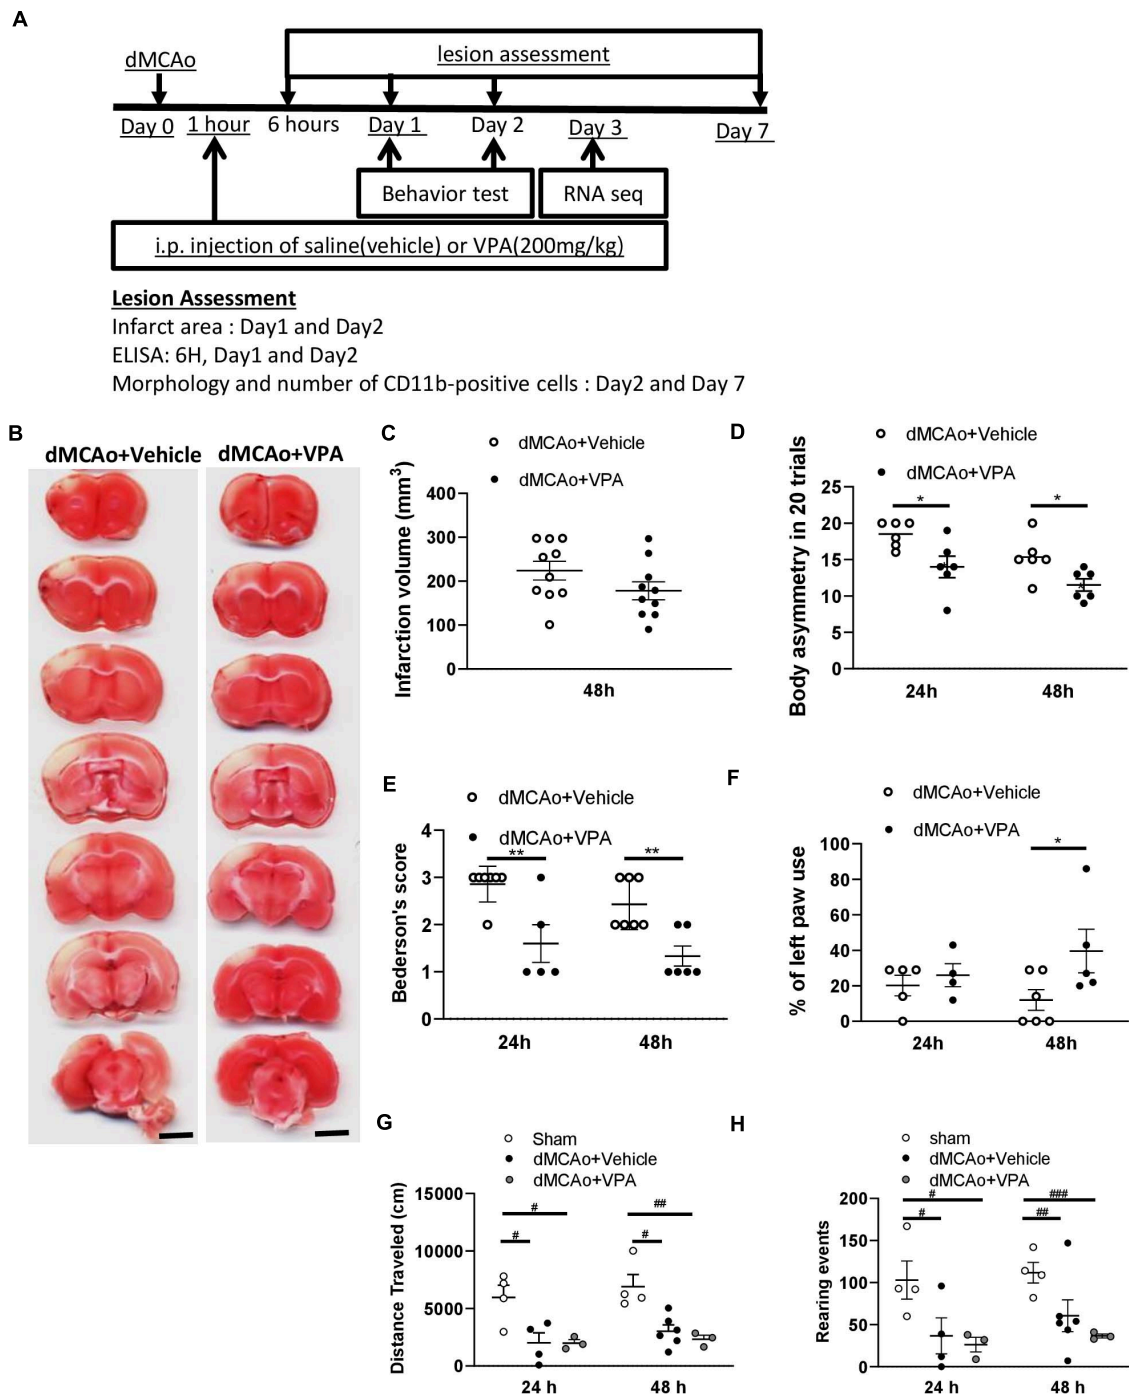 A
lesion assessment
dMCAo
Day 0
1 hour
6 hours
Day 1
Day 2
Day 3
Day 7
Behavior test
RNA seq
i.p. injection of saline(vehicle) or VPA(200mg/kg)
Lesion Assessment
Infarct area : Day1 and Day2
ELISA: 6H, Day1 and Day2
Morphology and number of CD11b-positive cells : Day2 and Day 7
B
dMCAo+Vehicle
dMCAo+VPA
C
dMCAo+Vehicle
dMCAo+VPA
Infarction volume (mm³)
400
300
200
100
0
48h
D
dMCAo+Vehicle
dMCAo+VPA
Body asymmetry in 20 trials
25
20
15
10
5
0
*
*
24h
48h
E
dMCAo+Vehicle
dMCAo+VPA
Bederson's score
4
3
2
1
0
**
**
24h
48h
F
dMCAo+Vehicle
dMCAo+VPA
% of left paw use
100
80
60
40
20
0
*
24h
48h
G
Sham
dMCAo+Vehicle
dMCAo+VPA
Distance Traveled (cm)
15000
10000
5000
0
#
#
##
#
24 h
48 h
H
sham
dMCAo+Vehicle
dMCAo+VPA
Rearing events
200
150
100
50
0
#
#
###
##
24 h
48 h